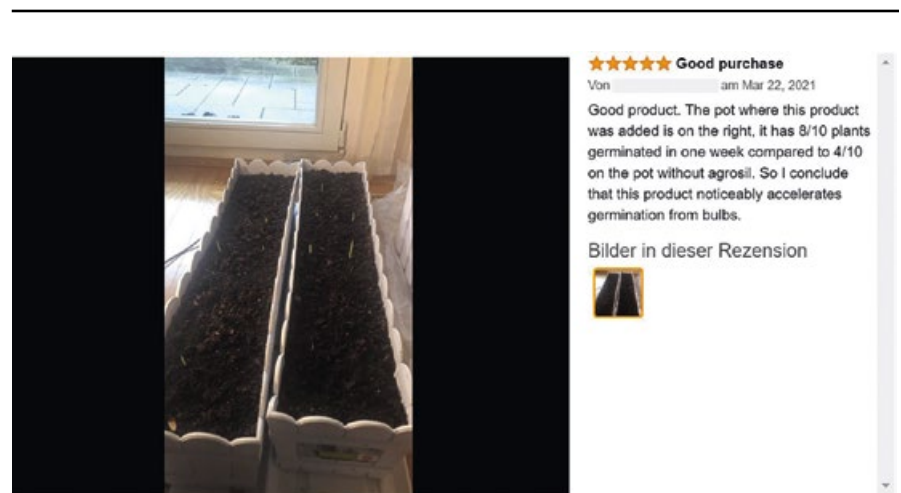 Good purchase
Von am Mar 22, 2021
Good product. The pot where this product
was added is on the right, it has 8/10 plants
germinated in one week compared to 4/10
on the pot without agrosil. So I conclude
that this product noticeably accelerates
germination from bulbs.
Bilder in dieser Rezension